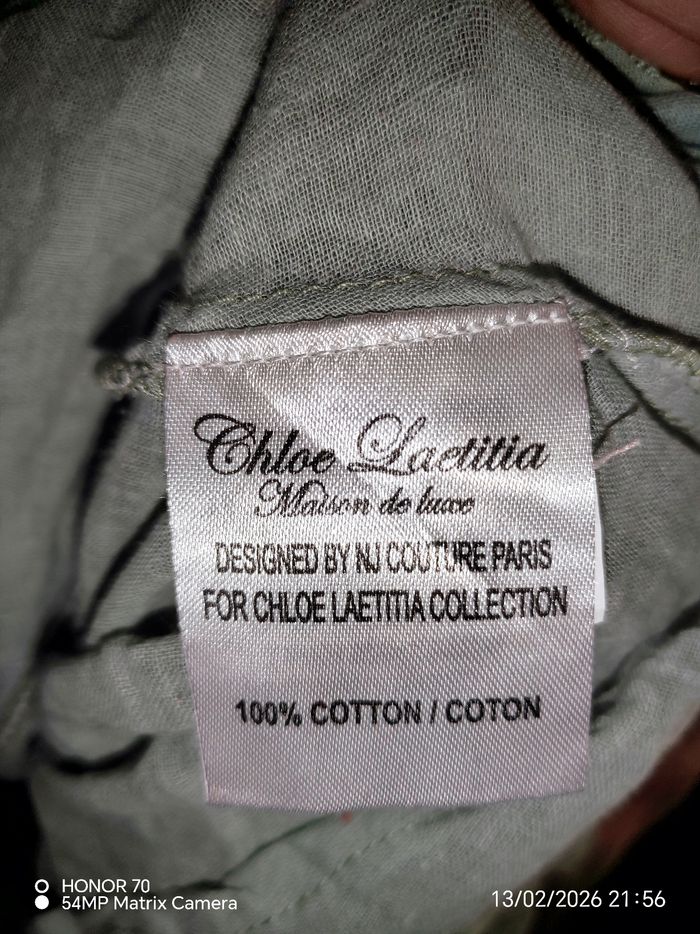 Chloe Laetitia
Maison de luxe
DESIGNED BY NJ COUTURE PARIS
FOR CHLOE LAETITIA COLLECTION
100% COTTON / COTON
HONOR 70
54MP Matrix Camera
13/02/2026 21:56